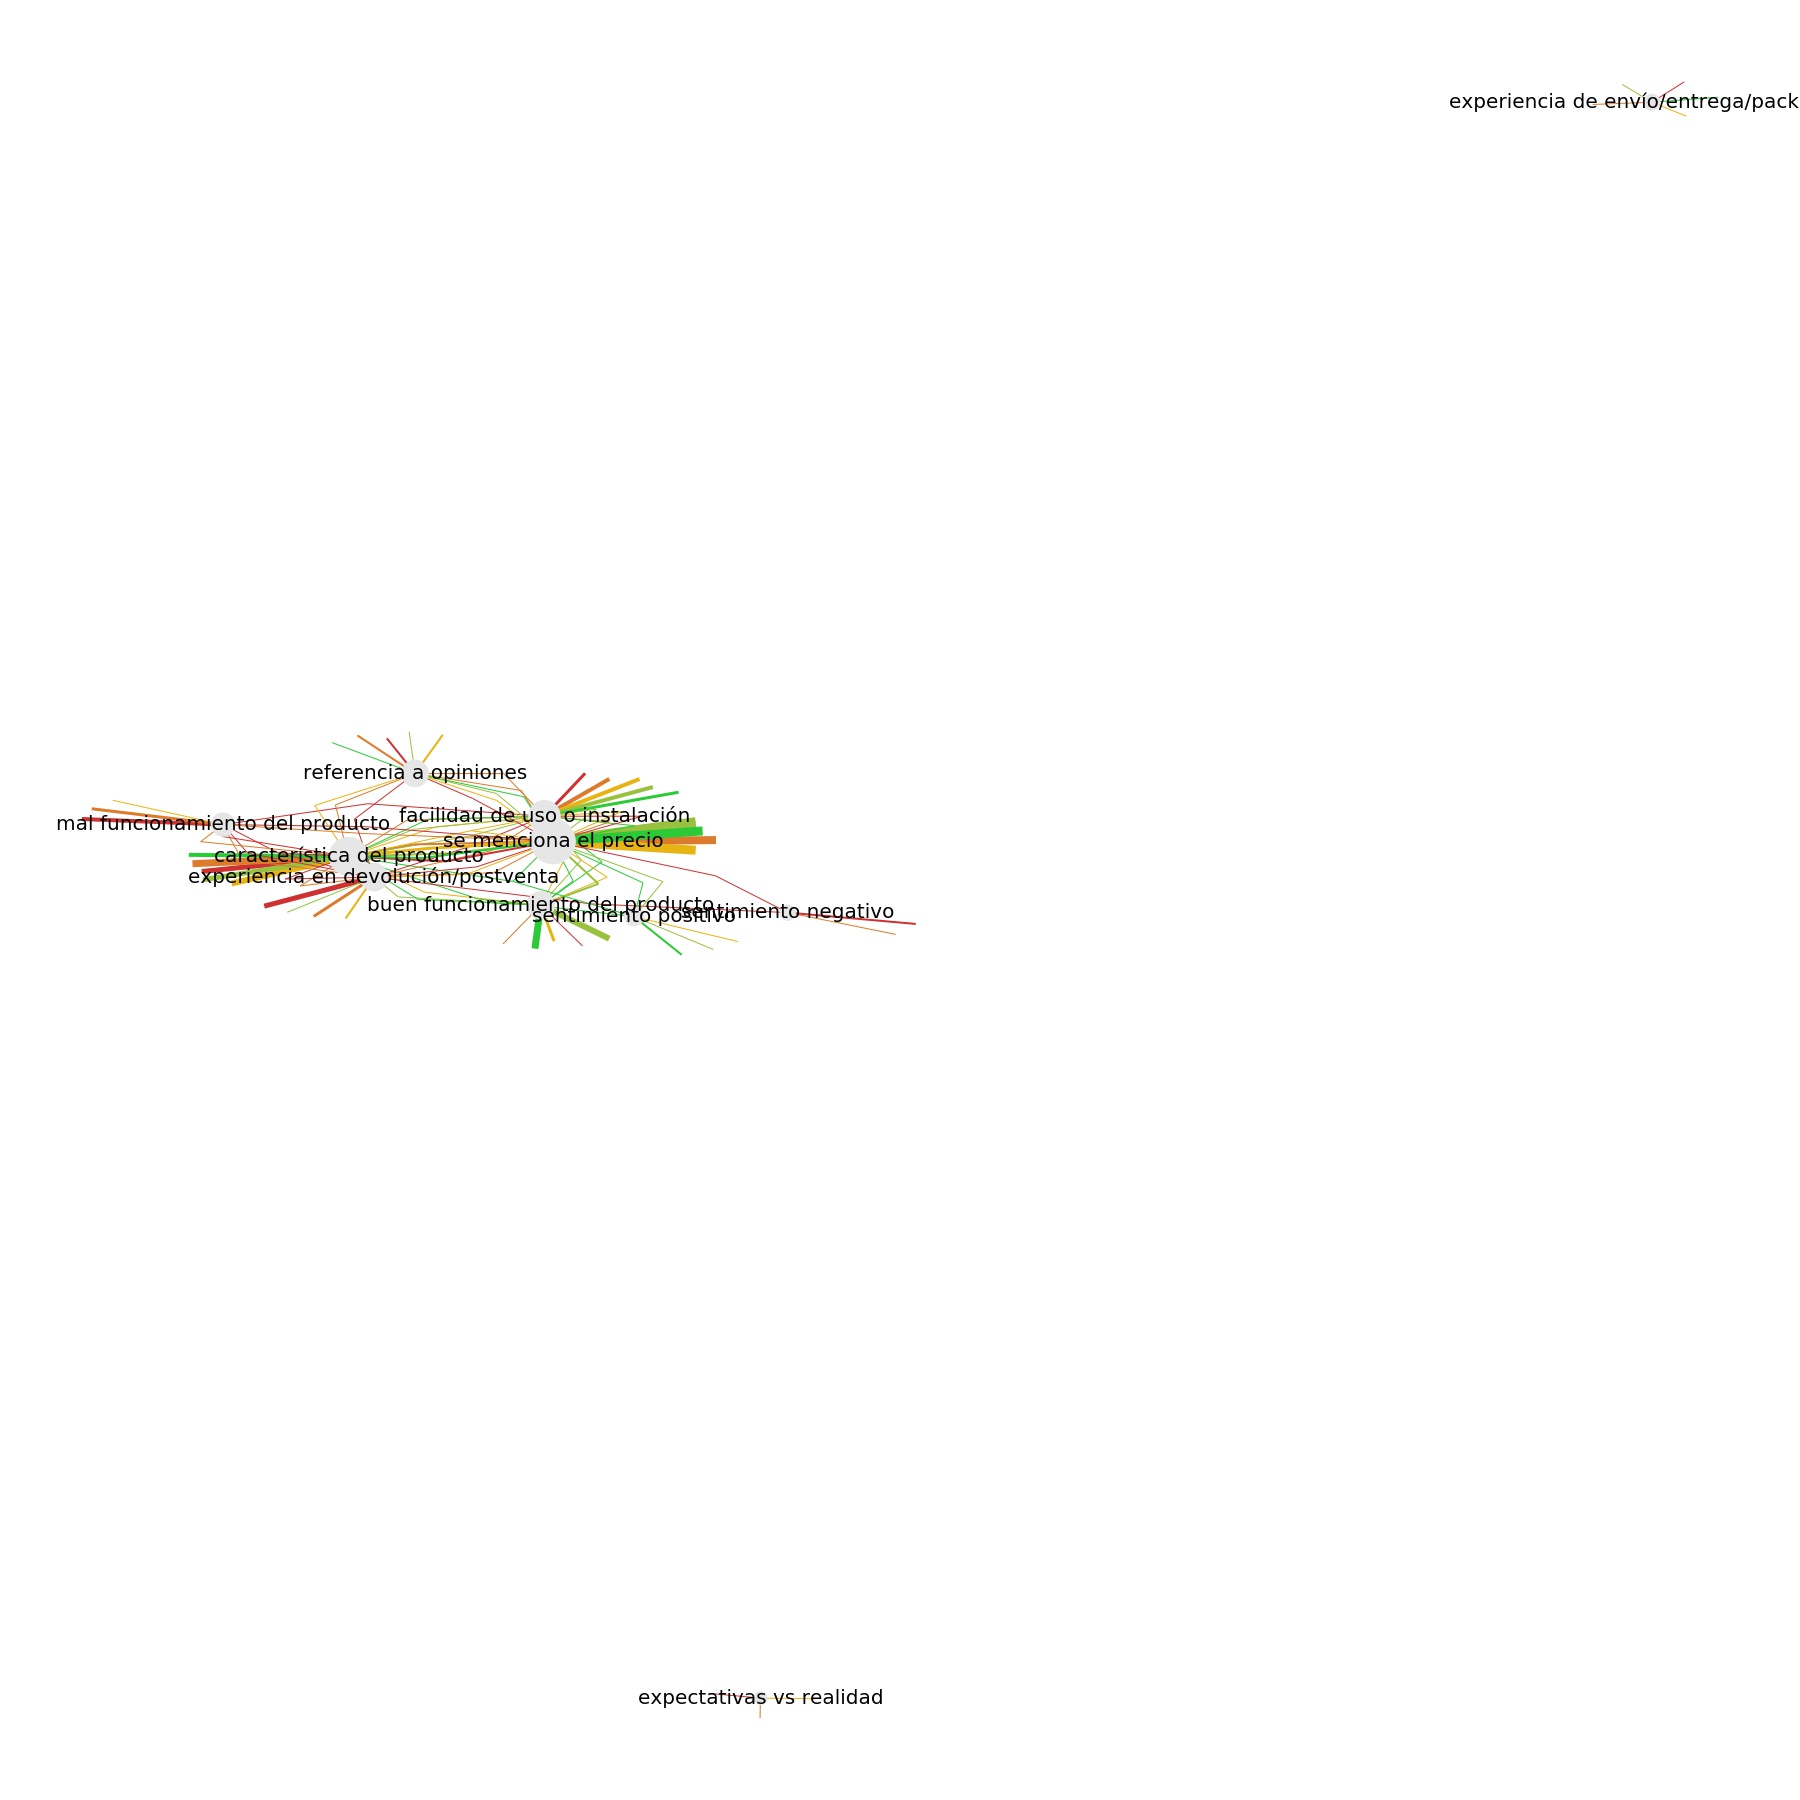 experiencia de envío/entrega/pack
referencia a opiniones
facilidad de uso o instalación
mal funcionamiento del producto
se menciona el precio
característica del producto
experiencia en devolución/postventa
buen funcionamiento del producto
sentimiento negativo
sentimiento positivo
expectativas vs realidad